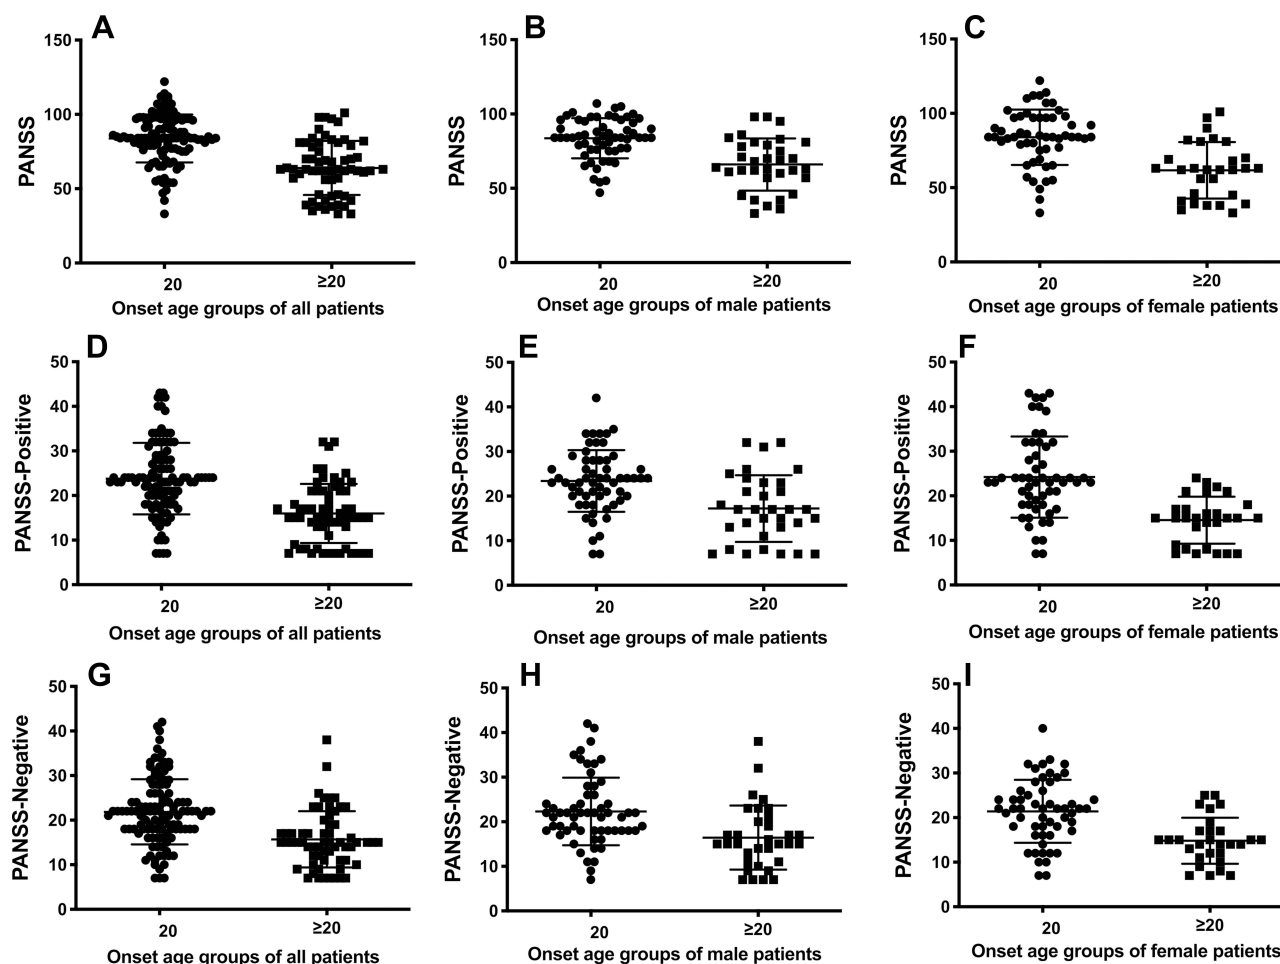 A
B
C
150
100
50
0
PANSS
20
≥20
Onset age groups of all patients
150
100
50
0
PANSS
20
≥20
Onset age groups of male patients
150
100
50
0
PANSS
20
≥20
Onset age groups of female patients
D
E
F
50
40
30
20
10
0
PANSS-Positive
20
≥20
Onset age groups of all patients
50
40
30
20
10
0
PANSS-Positive
20
≥20
Onset age groups of male patients
50
40
30
20
10
0
PANSS-Positive
20
≥20
Onset age groups of female patients
G
H
I
50
40
30
20
10
0
PANSS-Negative
20
≥20
Onset age groups of all patients
50
40
30
20
10
0
PANSS-Negative
20
≥20
Onset age groups of male patients
50
40
30
20
10
0
PANSS-Negative
20
≥20
Onset age groups of female patients